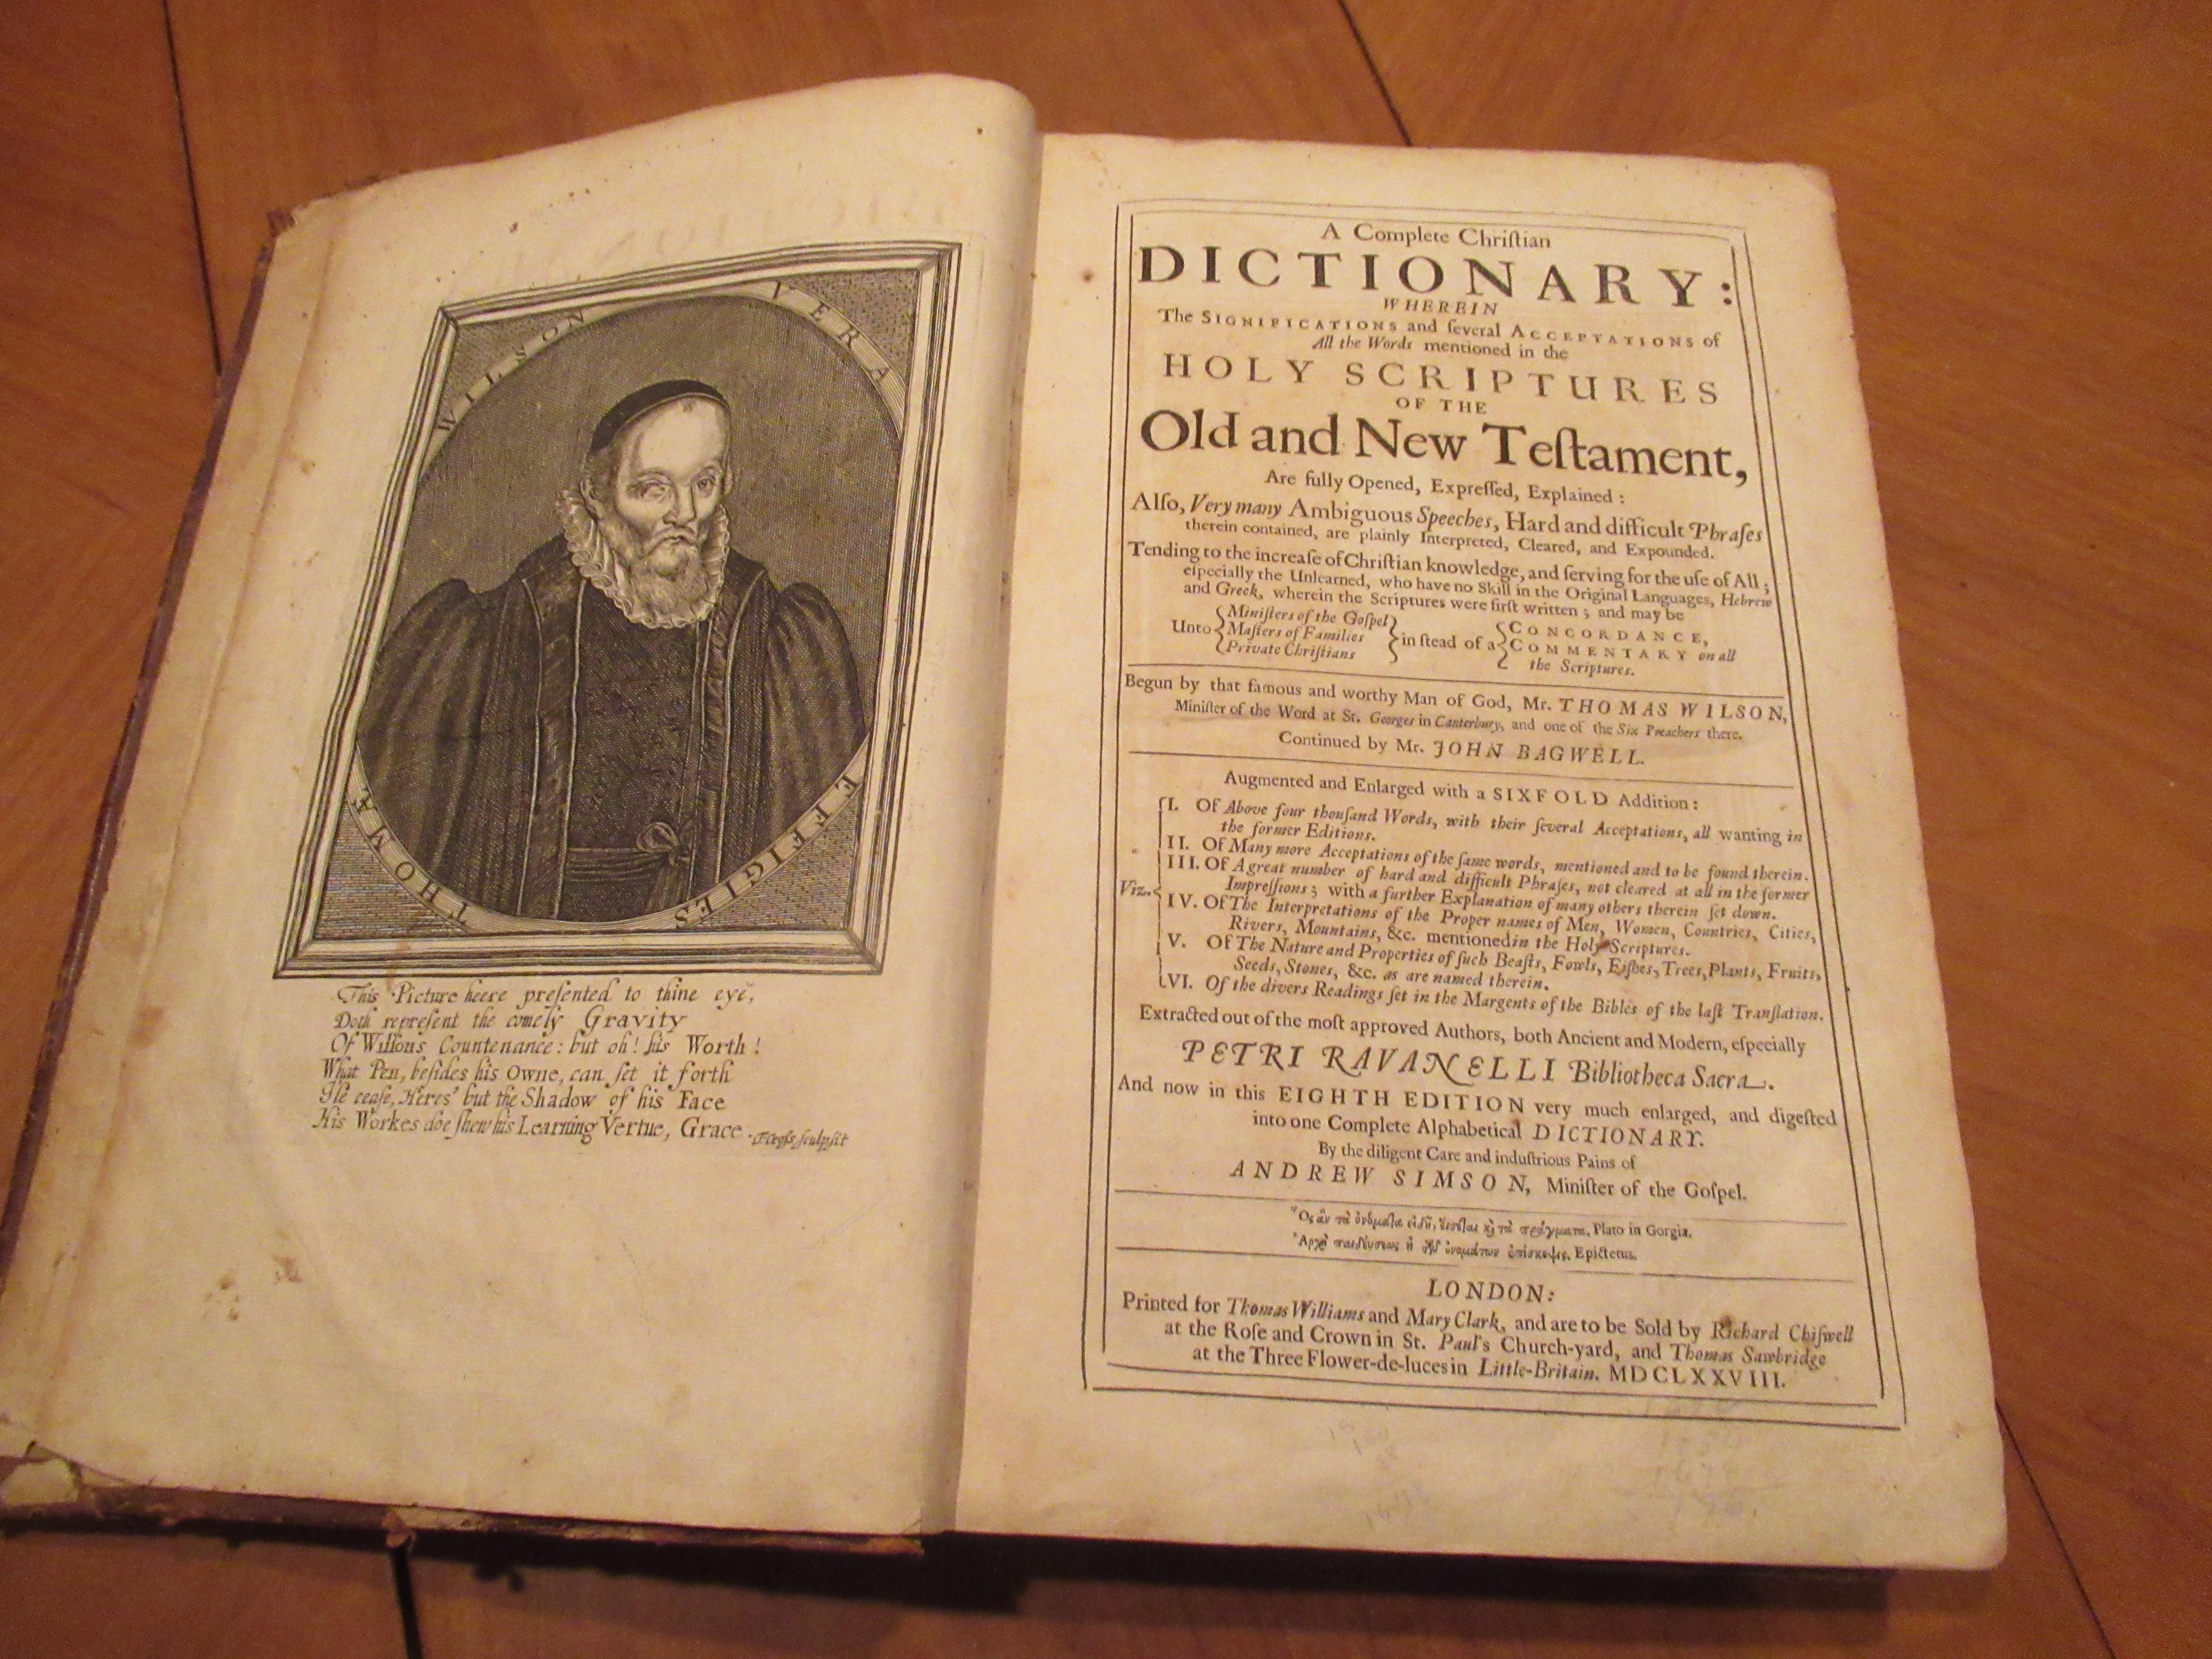 VERA EFFIGIES THOMÆ WILSON
This Picture heere preſented to thine eye,
Doth repreſent the comely Gravity
Of Wilſons Countenance: but oh! his Worth!
What Pen, beſides his Owne, can ſet it forth
Ile ceaſe, Heres' but the Shadow of his Face
His Workes doe ſhew his Learning Vertue, Grace.
ſculpſit
A Complete Chriſtian
DICTIONARY:
WHEREIN
The SIGNIFICATIONS and ſeveral ACCEPTATIONS of
All the Words mentioned in the
HOLY SCRIPTURES
OF THE
Old and New Teſtament,
Are fully Opened, Expreſſed, Explained:
Alſo, Very many Ambiguous Speeches, Hard and difficult Phraſes
therein contained, are plainly Interpreted, Cleared, and Expounded.
Tending to the increaſe of Chriſtian knowledge, and ſerving for the uſe of All;
eſpecially the Unlearned, who have no Skill in the Original Languages, Hebrew
and Greek, wherein the Scriptures were firſt written; and may be
Unto { Miniſters of the Goſpel
Maſters of Families
Private Chriſtians } in ſtead of a { CONCORDANCE,
COMMENTARY on all
the Scriptures.
Begun by that famous and worthy Man of God, Mr. THOMAS WILSON,
Miniſter of the Word at St. Georges in Canterbury, and one of the Six Preachers there.
Continued by Mr. JOHN BAGWELL.
Augmented and Enlarged with a SIXFOLD Addition:
Viz.
I. Of Above four thouſand Words, with their ſeveral Acceptations, all wanting in
the former Editions.
II. Of Many more Acceptations of the ſame words, mentioned and to be found therein.
III. Of A great number of hard and difficult Phraſes, not cleared at all in the former
Impreſſions; with a further Explanation of many others therein ſet down.
IV. Of The Interpretations of the Proper names of Men, Women, Countries, Cities,
Rivers, Mountains, &c. mentioned in the Holy Scriptures.
V. Of The Nature and Properties of ſuch Beaſts, Fowls, Fiſhes, Trees, Plants, Fruits,
Seeds, Stones, &c. as are named therein.
VI. Of the divers Readings ſet in the Margents of the Bibles of the laſt Tranſlation.
Extracted out of the moſt approved Authors, both Ancient and Modern, eſpecially
PETRI RAVANELLI Bibliotheca Sacra.
And now in this EIGHTH EDITION very much enlarged, and digeſted
into one Complete Alphabetical DICTIONARY.
By the diligent Care and induſtrious Pains of
ANDREW SIMSON, Miniſter of the Goſpel.
Ὃς ἂν τὰ ὀνόματα εἰδῇ, εἴσεται καὶ τὰ πράγματα. Plato in Gorgia.
Ἀρχὴ παιδεύσεως ἡ τῶν ὀνομάτων ἐπίσκεψις. Epictetus.
LONDON:
Printed for Thomas Williams and Mary Clark, and are to be Sold by Richard Chiſwell
at the Roſe and Crown in St. Paul's Church-yard, and Thomas Sawbridge
at the Three Flower-de-luces in Little-Britain. MDCLXXVIII.